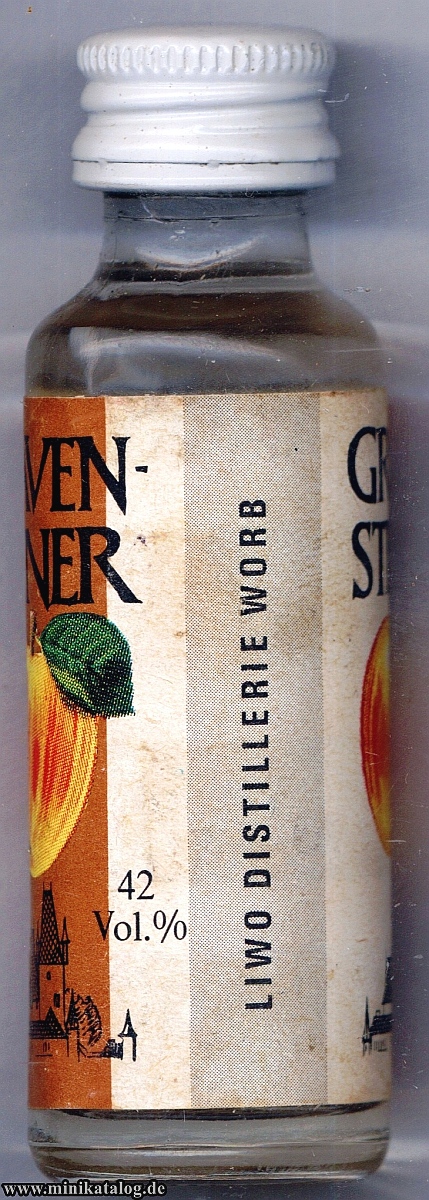 VEN-
NER
42
Vol.%
LIWO DISTILLERIE WORB
GR
ST
www.minikatalog.de